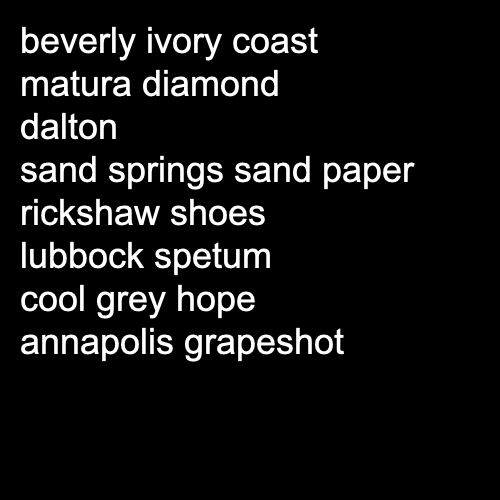 beverly ivory coast
matura diamond
dalton
sand springs sand paper
rickshaw shoes
lubbock spetum
cool grey hope
annapolis grapeshot